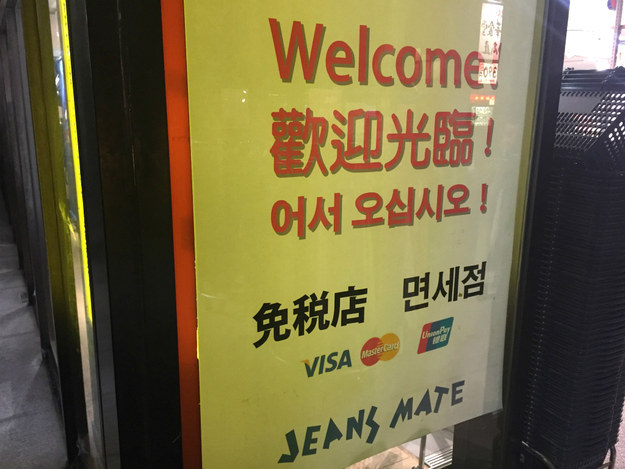 Welcome!
歡迎光臨！
어서 오십시오！
免税店 면세점
VISA MasterCard UnionPay 银联
JEANS MATE